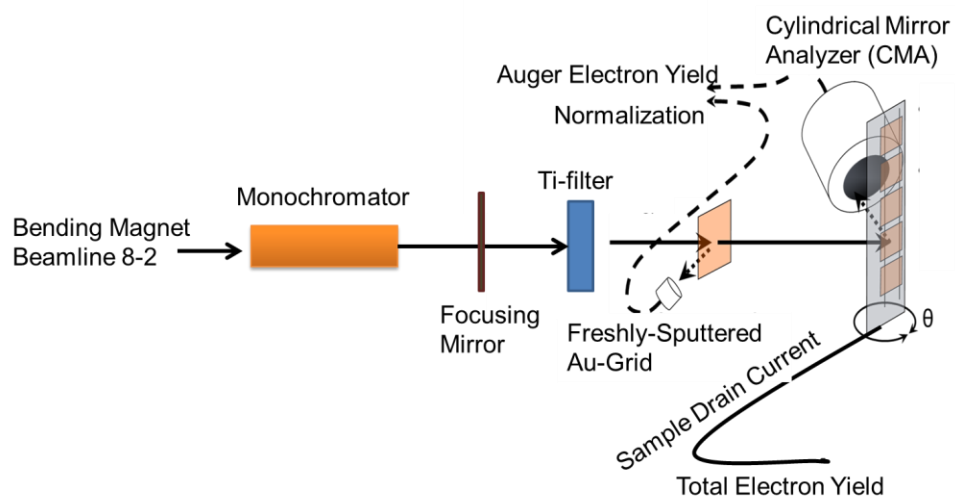 Cylindrical Mirror
Analyzer (CMA)
Auger Electron Yield
Normalization
Ti-filter
Monochromator
Bending Magnet
Beamline 8-2
Focusing
Mirror
Freshly-Sputtered
Au-Grid
θ
Sample Drain Current
Total Electron Yield